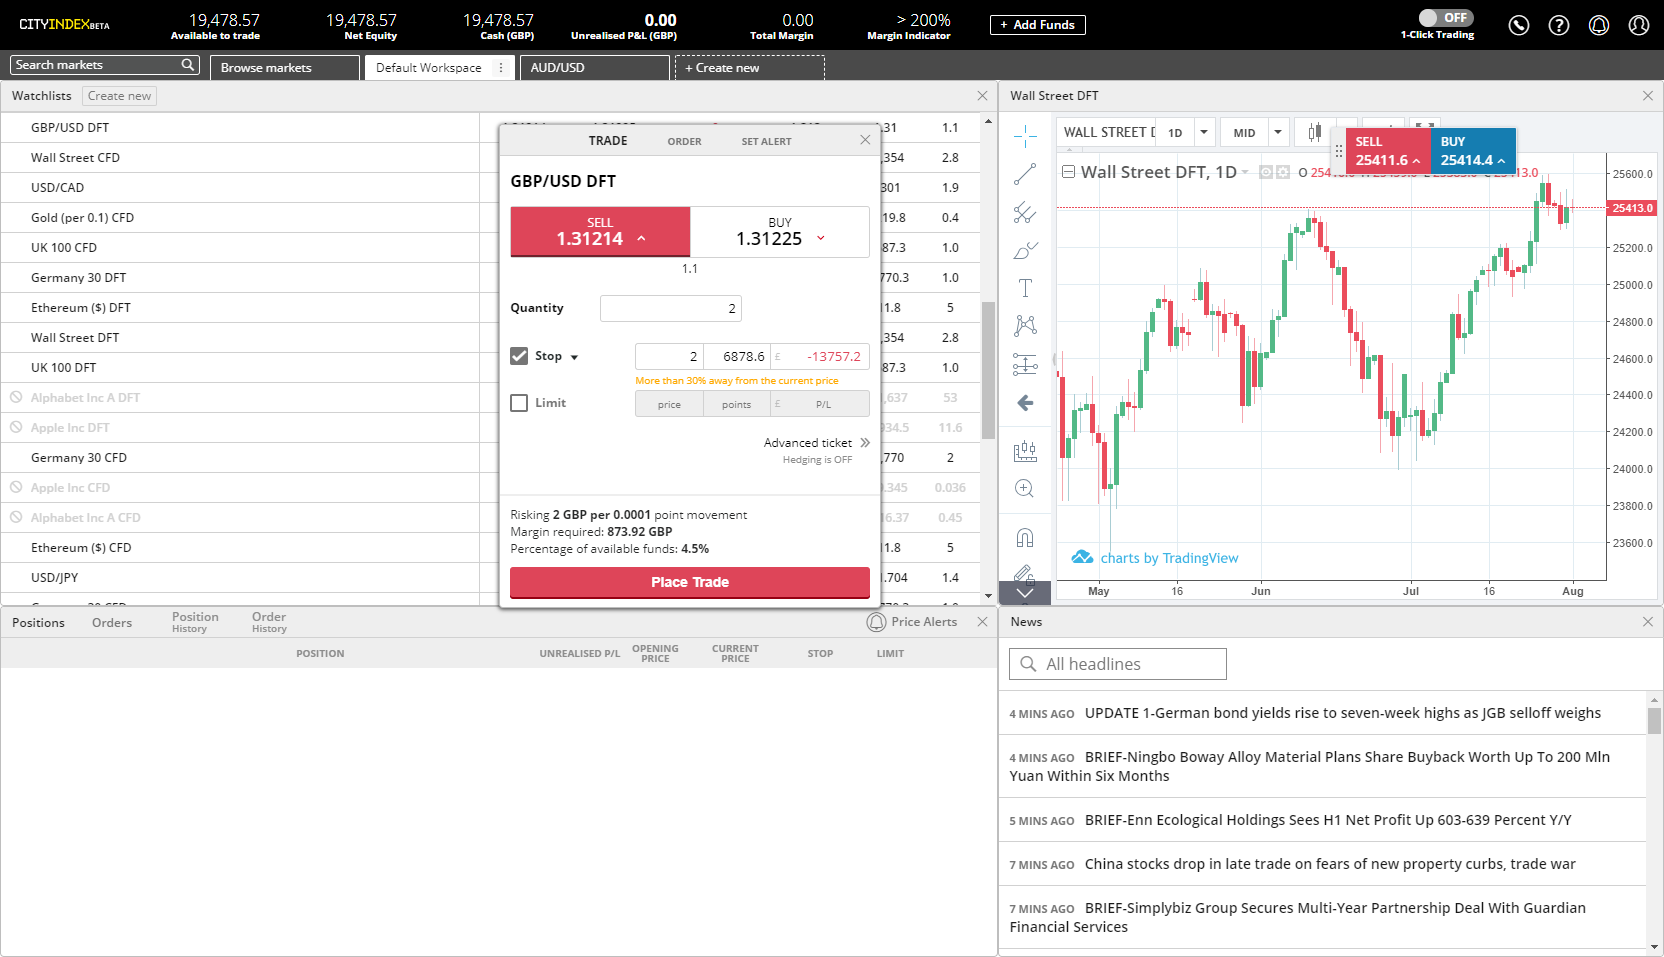 CITYINDEXBETA
19,478.57
Available to trade
19,478.57
Net Equity
19,478.57
Cash (GBP)
0.00
Unrealised P&L (GBP)
0.00
Total Margin
> 200%
Margin Indicator
+ Add Funds
OFF
1-Click Trading
Search markets
Browse markets
Default Workspace
AUD/USD
+ Create new
Watchlists
Create new
GBP/USD DFT
.31
1.1
Wall Street CFD
,354
2.8
USD/CAD
301
1.9
Gold (per 0.1) CFD
19.8
0.4
UK 100 CFD
87.3
1.0
Germany 30 DFT
770.3
1.0
Ethereum ($) DFT
1.8
5
Wall Street DFT
,354
2.8
UK 100 DFT
87.3
1.0
Alphabet Inc A DFT
,637
53
Apple Inc DFT
934.5
11.6
Germany 30 CFD
,770
2
Apple Inc CFD
.345
0.036
Alphabet Inc A CFD
16.37
0.45
Ethereum ($) CFD
1.8
5
USD/JPY
.704
1.4
TRADE
ORDER
SET ALERT
GBP/USD DFT
SELL
1.31214
BUY
1.31225
1.1
Quantity
2
Stop
2
6878.6
£
-13757.2
More than 30% away from the current price
Limit
price
points
£
P/L
Advanced ticket
Hedging is OFF
Risking 2 GBP per 0.0001 point movement
Margin required: 873.92 GBP
Percentage of available funds: 4.5%
Place Trade
Wall Street DFT
WALL STREET D
1D
MID
SELL
25411.6
BUY
25414.4
Wall Street DFT, 1D
O
25600.0
25413.0
25200.0
25000.0
24800.0
24600.0
24400.0
24200.0
24000.0
23800.0
23600.0
charts by TradingView
May
16
Jun
Jul
16
Aug
Positions
Orders
Position
History
Order
History
Price Alerts
POSITION
UNREALISED P/L
OPENING
PRICE
CURRENT
PRICE
STOP
LIMIT
News
All headlines
4 MINS AGO UPDATE 1-German bond yields rise to seven-week highs as JGB selloff weighs
4 MINS AGO BRIEF-Ningbo Boway Alloy Material Plans Share Buyback Worth Up To 200 Mln
Yuan Within Six Months
5 MINS AGO BRIEF-Enn Ecological Holdings Sees H1 Net Profit Up 603-639 Percent Y/Y
7 MINS AGO China stocks drop in late trade on fears of new property curbs, trade war
7 MINS AGO BRIEF-Simplybiz Group Secures Multi-Year Partnership Deal With Guardian
Financial Services